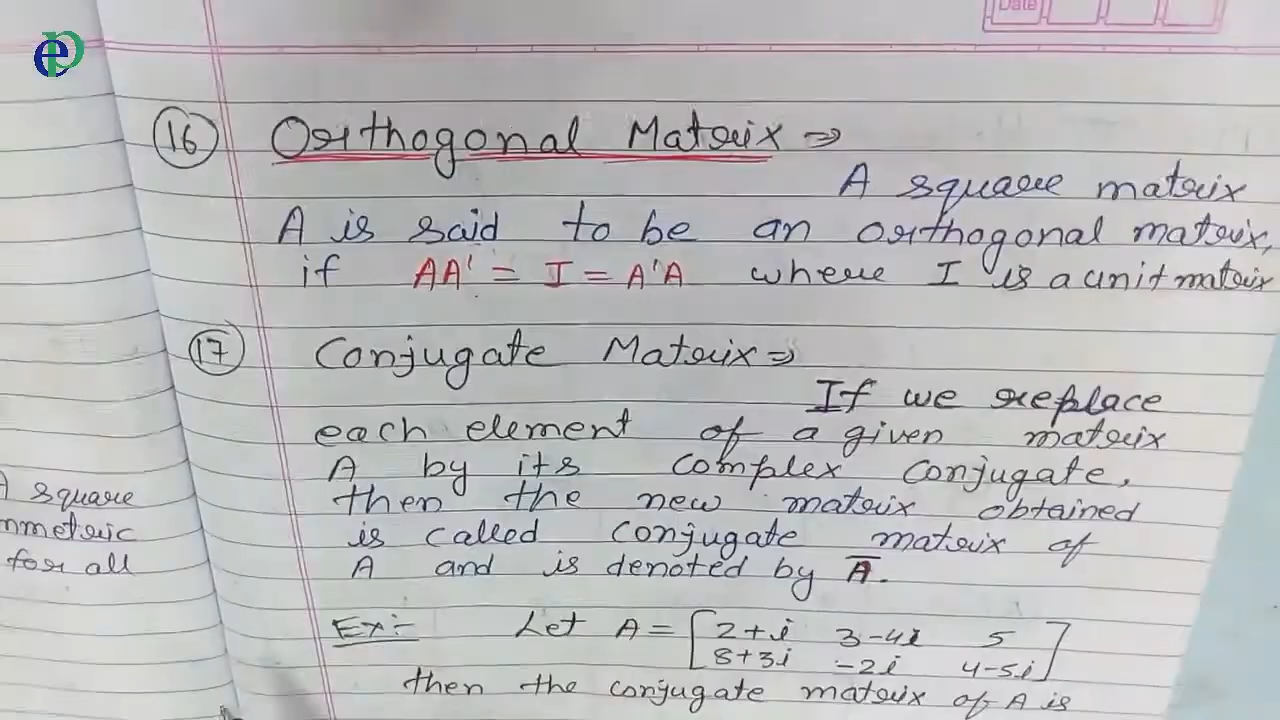 ep
Date
(16) Orthogonal Matrix ⇒
A square matrix
A is said to be an orthogonal matrix,
if AA' = I = A'A where I is a unit matrix
(17) Conjugate Matrix ⇒
If we replace
each element of a given matrix
A by its complex conjugate,
then the new matrix obtained
is called conjugate matrix of
A and is denoted by Ā.
Ex:- Let A = [2+i 3-4i 5
8+3i -2i 4-5i]
then the conjugate matrix of A is
A square
mmetric
for all